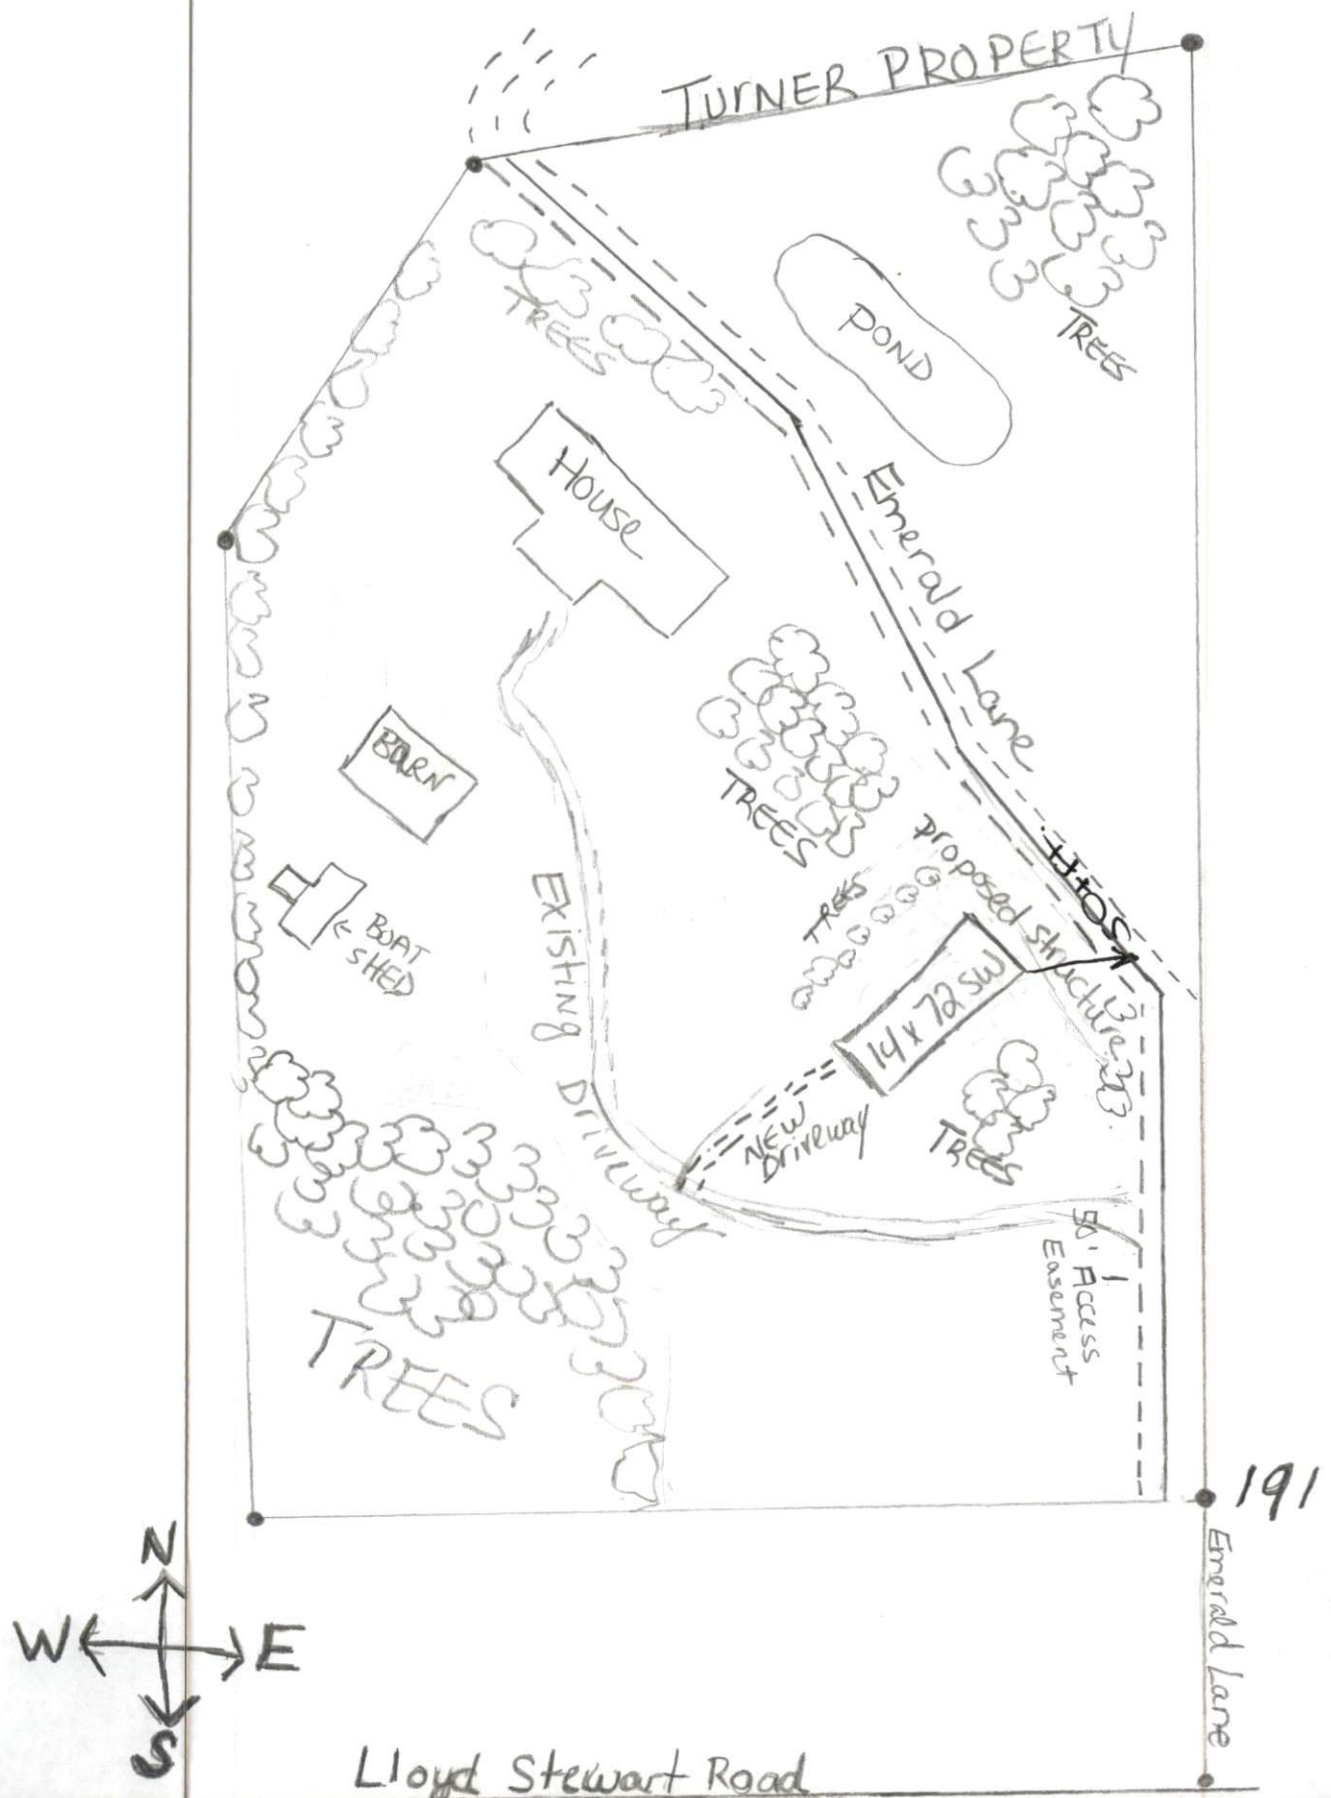 TURNER PROPERTY
TREES
TREES
POND
HOUSE
Emerald Lane
BARN
TREES
Proposed structure
TREES
BOAT
SHED
EXISTING DRIVEWAY
14 x 72 SW
NEW
Driveway
TREES
50' Access
Easement
TREES
191
Emerald Lane
N
W
E
S
Lloyd Stewart Road